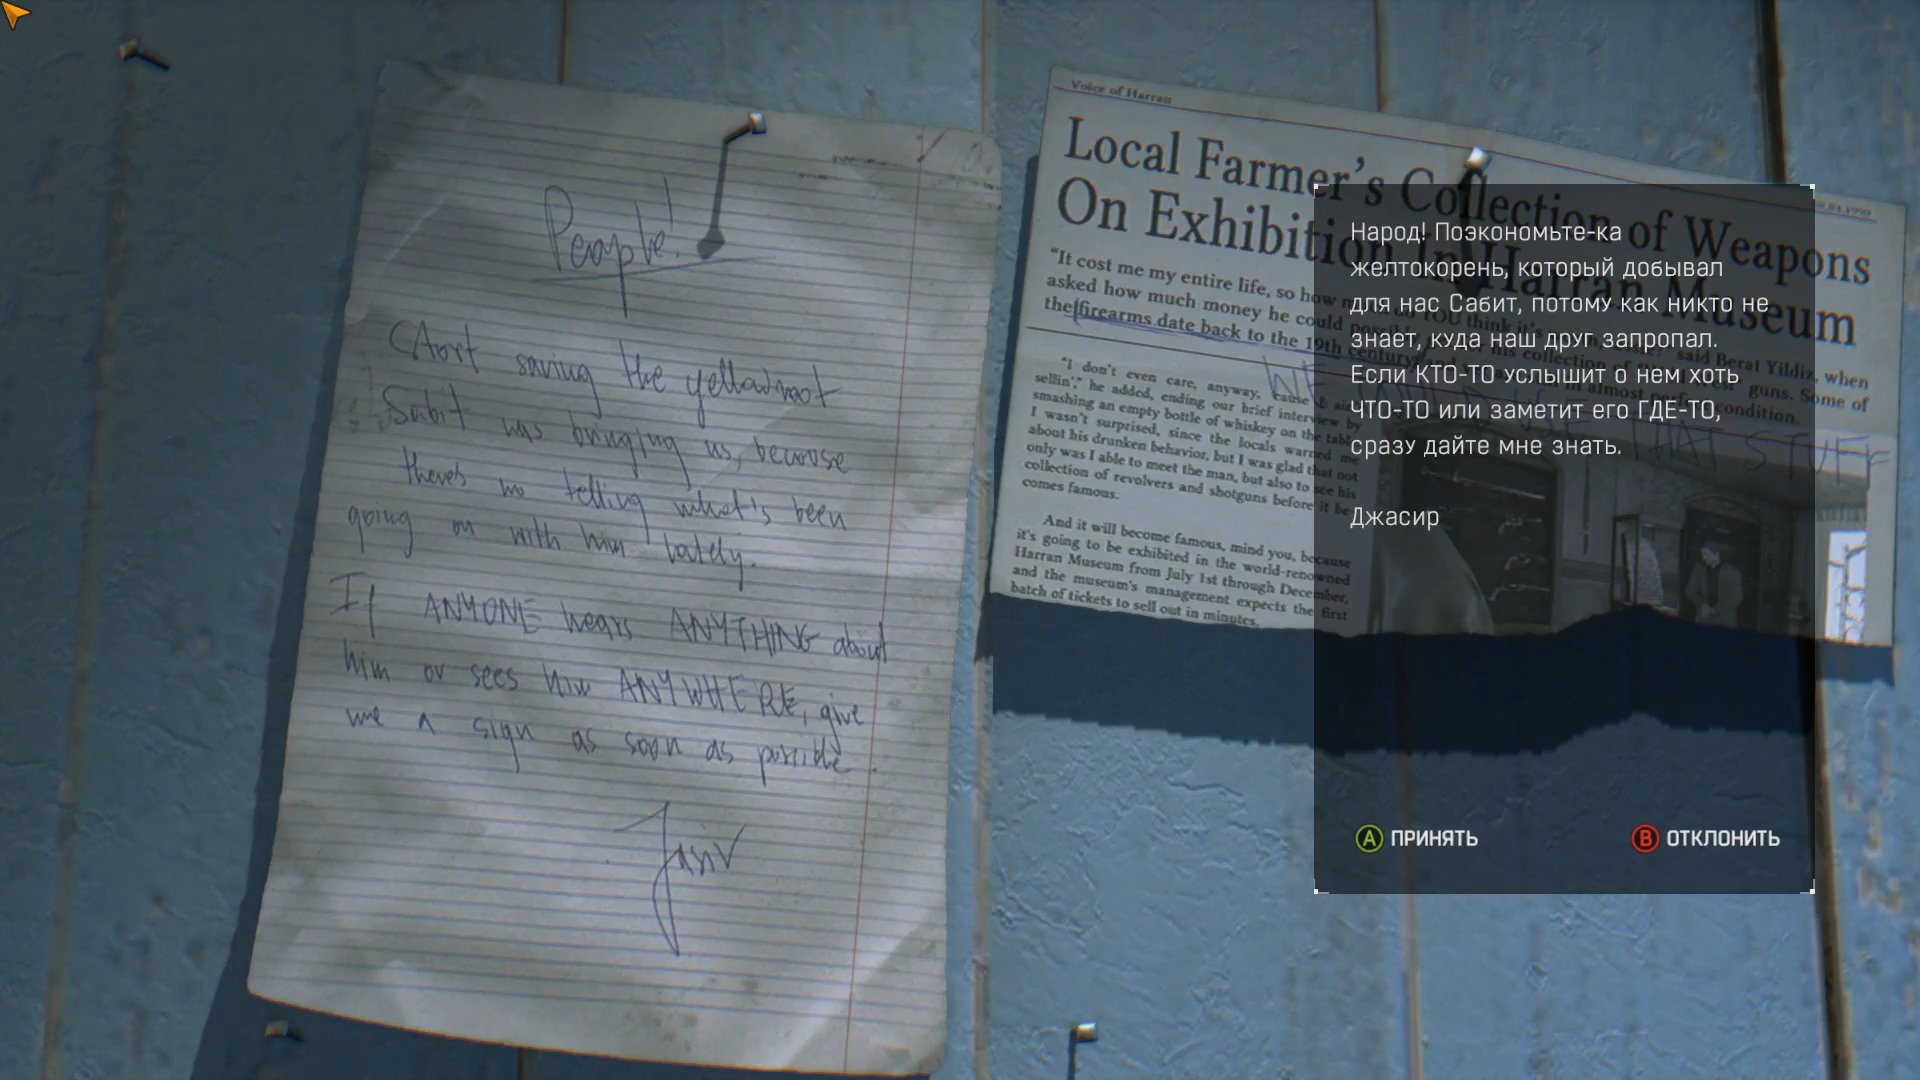 People!
Start saving the yellowroot
Sabit was bringing us, because
there's no telling what's been
going on with him lately.
If ANYONE hears ANYTHING about
him or sees him ANYWHERE, give
me a sign as soon as possible.
Jasir
Voice of Harran
Local Farmer's Collection of Weapons
On Exhibition In Harran Museum
"It cost me my entire life, so how YOU think it's said Berat Yildiz, when
asked how much money he could his collection of guns. Some of
the firearms date back to the 19th century and almost condition.
WE THAT STUFF
"I don't even care, anyway, 'cause
sellin'," he added, ending our brief interview by
smashing an empty bottle of whiskey on the table.
I wasn't surprised, since the locals warned me
about his drunken behavior, but I was glad that not
only was I able to meet the man, but also to see his
collection of revolvers and shotguns before it be
comes famous.
And it will become famous, mind you, because
it's going to be exhibited in the world-renowned
Harran Museum from July 1st through December,
and the museum's management expects the first
batch of tickets to sell out in minutes.
Народ! Поэкономьте-ка
желтокорень, который добывал
для нас Сабит, потому как никто не
знает, куда наш друг запропал.
Если КТО-ТО услышит о нем хоть
ЧТО-ТО или заметит его ГДЕ-ТО,
сразу дайте мне знать.
Джасир
A ПРИНЯТЬ
B ОТКЛОНИТЬ